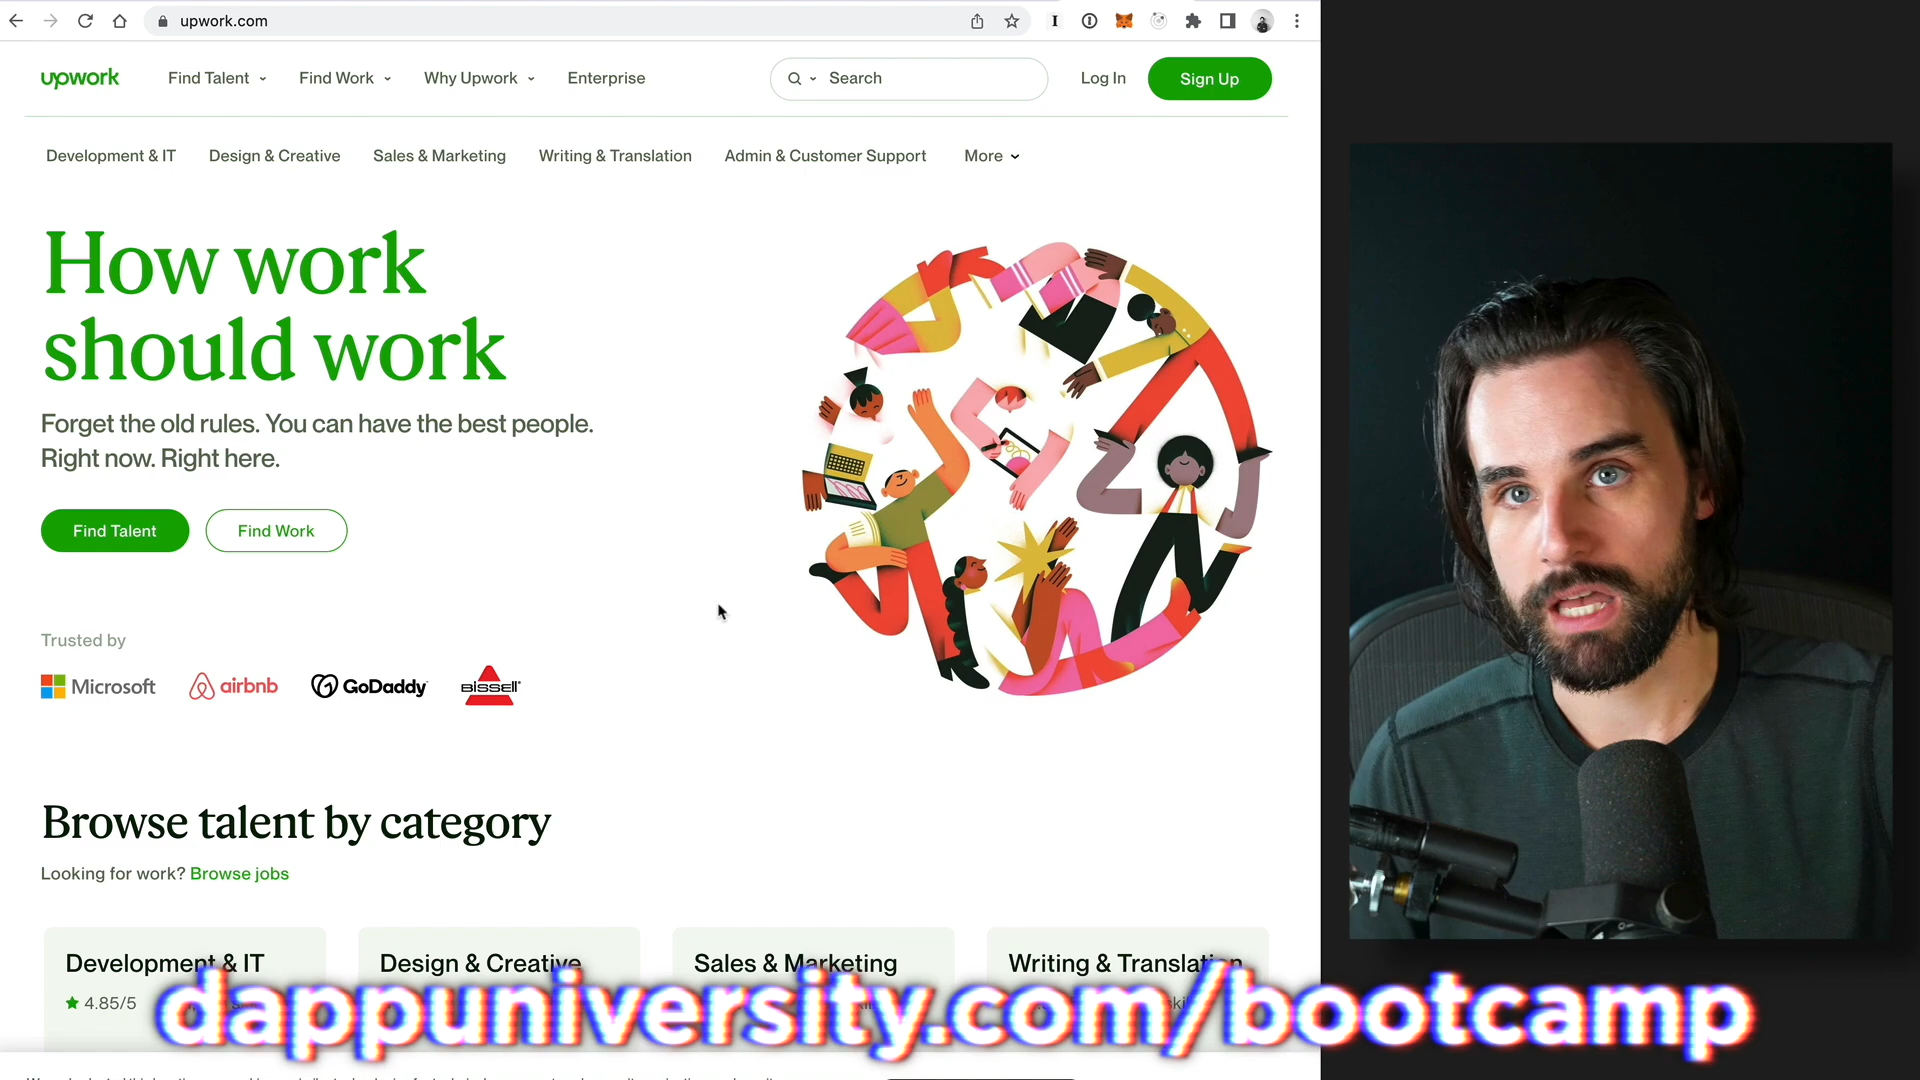 upwork.com
upwork
Find Talent
Find Work
Why Upwork
Enterprise
Search
Log In
Sign Up
Development & IT
Design & Creative
Sales & Marketing
Writing & Translation
Admin & Customer Support
More
How work
should work
Forget the old rules. You can have the best people.
Right now. Right here.
Find Talent
Find Work
Trusted by
Microsoft
airbnb
GoDaddy
BISSELL
Browse talent by category
Looking for work? Browse jobs
Development & IT
Design & Creative
Sales & Marketing
Writing & Translation
4.85/5
dappuniversity.com/bootcamp